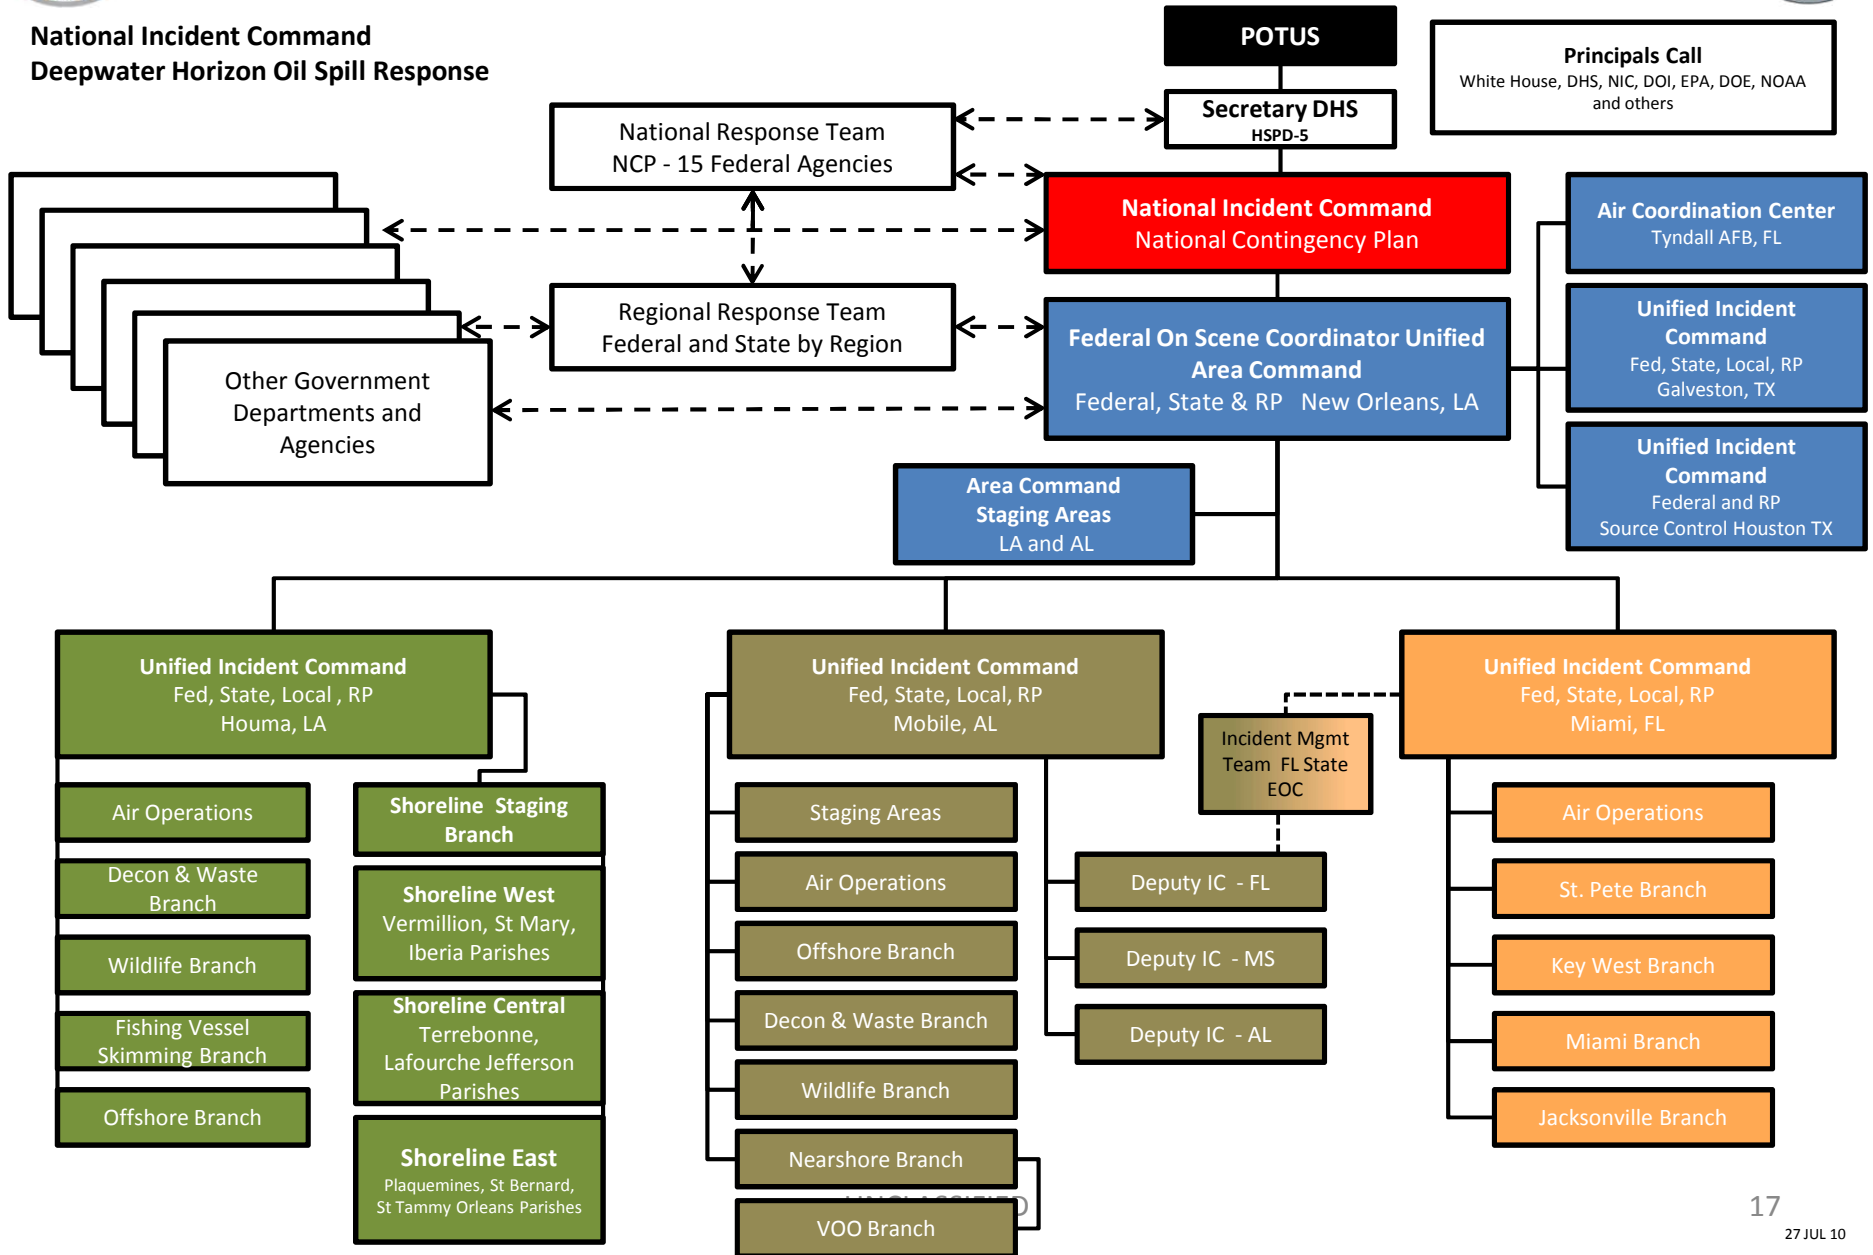 National Incident Command
Deepwater Horizon Oil Spill Response
POTUS
Principals Call
White House, DHS, NIC, DOI, EPA, DOE, NOAA
and others
Secretary DHS
HSPD-5
National Response Team
NCP - 15 Federal Agencies
National Incident Command
National Contingency Plan
Air Coordination Center
Tyndall AFB, FL
Regional Response Team
Federal and State by Region
Federal On Scene Coordinator Unified
Area Command
Federal, State & RP New Orleans, LA
Unified Incident
Command
Fed, State, Local, RP
Galveston, TX
Other Government
Departments and
Agencies
Unified Incident
Command
Federal and RP
Source Control Houston TX
Area Command
Staging Areas
LA and AL
Unified Incident Command
Fed, State, Local , RP
Houma, LA
Unified Incident Command
Fed, State, Local, RP
Mobile, AL
Unified Incident Command
Fed, State, Local, RP
Miami, FL
Incident Mgmt
Team FL State
EOC
Air Operations
Decon & Waste
Branch
Wildlife Branch
Fishing Vessel
Skimming Branch
Offshore Branch
Shoreline Staging
Branch
Shoreline West
Vermillion, St Mary,
Iberia Parishes
Shoreline Central
Terrebonne,
Lafourche Jefferson
Parishes
Shoreline East
Plaquemines, St Bernard,
St Tammy Orleans Parishes
Staging Areas
Air Operations
Offshore Branch
Decon & Waste Branch
Wildlife Branch
Nearshore Branch
VOO Branch
Deputy IC - FL
Deputy IC - MS
Deputy IC - AL
Air Operations
St. Pete Branch
Key West Branch
Miami Branch
Jacksonville Branch
UNCLASSIFIED
17
27 JUL 10